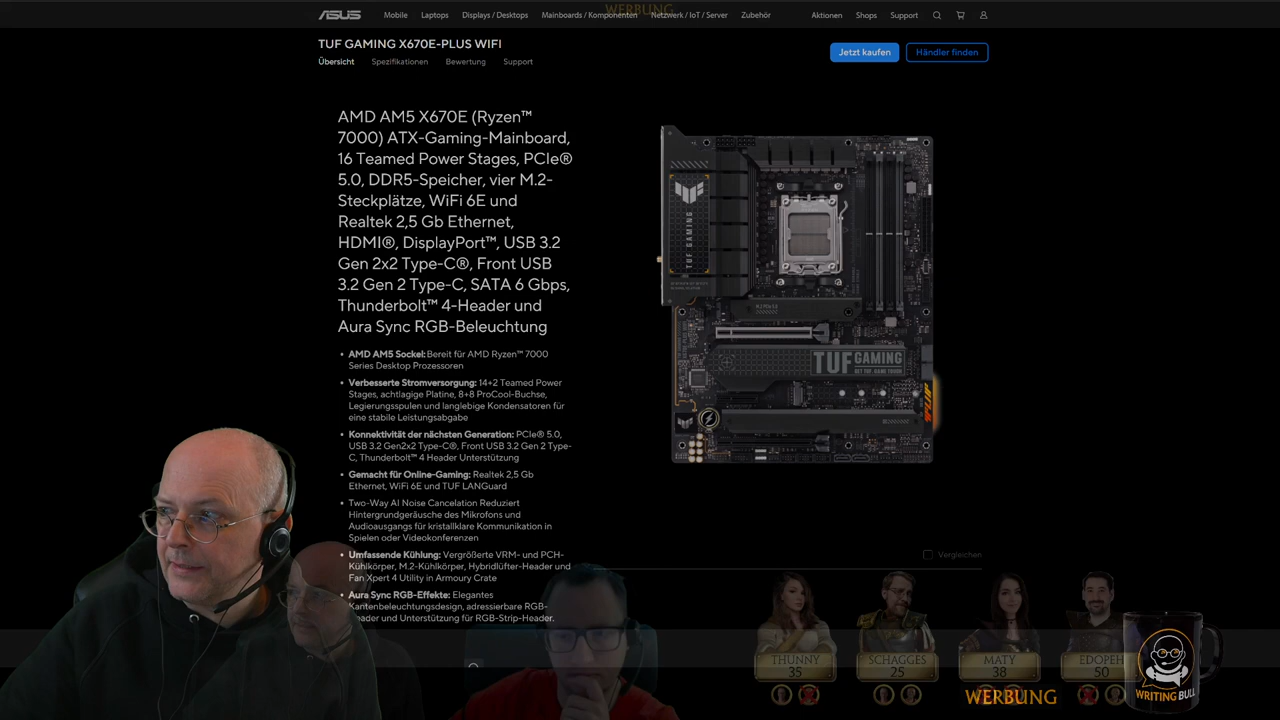 WERBUNG
ASUS Mobile Laptops Displays / Desktops Mainboards / Komponenten Netzwerk / IoT / Server Zubehör Aktionen Shops Support
TUF GAMING X670E-PLUS WIFI
Jetzt kaufen Händler finden
Übersicht Spezifikationen Bewertung Support
AMD AM5 X670E (Ryzen™
7000) ATX-Gaming-Mainboard,
16 Teamed Power Stages, PCIe®
5.0, DDR5-Speicher, vier M.2-
Steckplätze, WiFi 6E und
Realtek 2,5 Gb Ethernet,
HDMI®, DisplayPort™, USB 3.2
Gen 2x2 Type-C®, Front USB
3.2 Gen 2 Type-C, SATA 6 Gbps,
Thunderbolt™ 4-Header und
Aura Sync RGB-Beleuchtung
• AMD AM5 Sockel: Bereit für AMD Ryzen™ 7000
Series Desktop Prozessoren
• Verbesserte Stromversorgung: 14+2 Teamed Power
Stages, achtlagige Platine, 8+8 ProCool-Buchse,
Legierungsspulen und langlebige Kondensatoren für
eine stabile Leistungsabgabe
• Konnektivität der nächsten Generation: PCIe® 5.0,
USB 3.2 Gen2x2 Type-C®, Front USB 3.2 Gen 2 Type-
C, Thunderbolt™ 4 Header Unterstützung
• Gemacht für Online-Gaming: Realtek 2,5 Gb
Ethernet, WiFi 6E und TUF LANGuard
• Two-Way AI Noise Cancelation Reduziert
Hintergrundgeräusche des Mikrofons und
Audioausgangs für kristallklare Kommunikation in
Spielen oder Videokonferenzen
• Umfassende Kühlung: Vergrößerte VRM- und PCH-
Kühlkörper, M.2-Kühlkörper, Hybridlüfter-Header und
Fan Xpert 4 Utility in Armoury Crate
• Aura Sync RGB-Effekte: Elegantes
Kantenbeleuchtungsdesign, adressierbare RGB-
Header und Unterstützung für RGB-Strip-Header.
TUF GAMING
TUF GAMING
Vergleichen
THUNNY
35
SCHAGGES
25
MATY
38
EDOPEH
50
WERBUNG
WRITING BULL